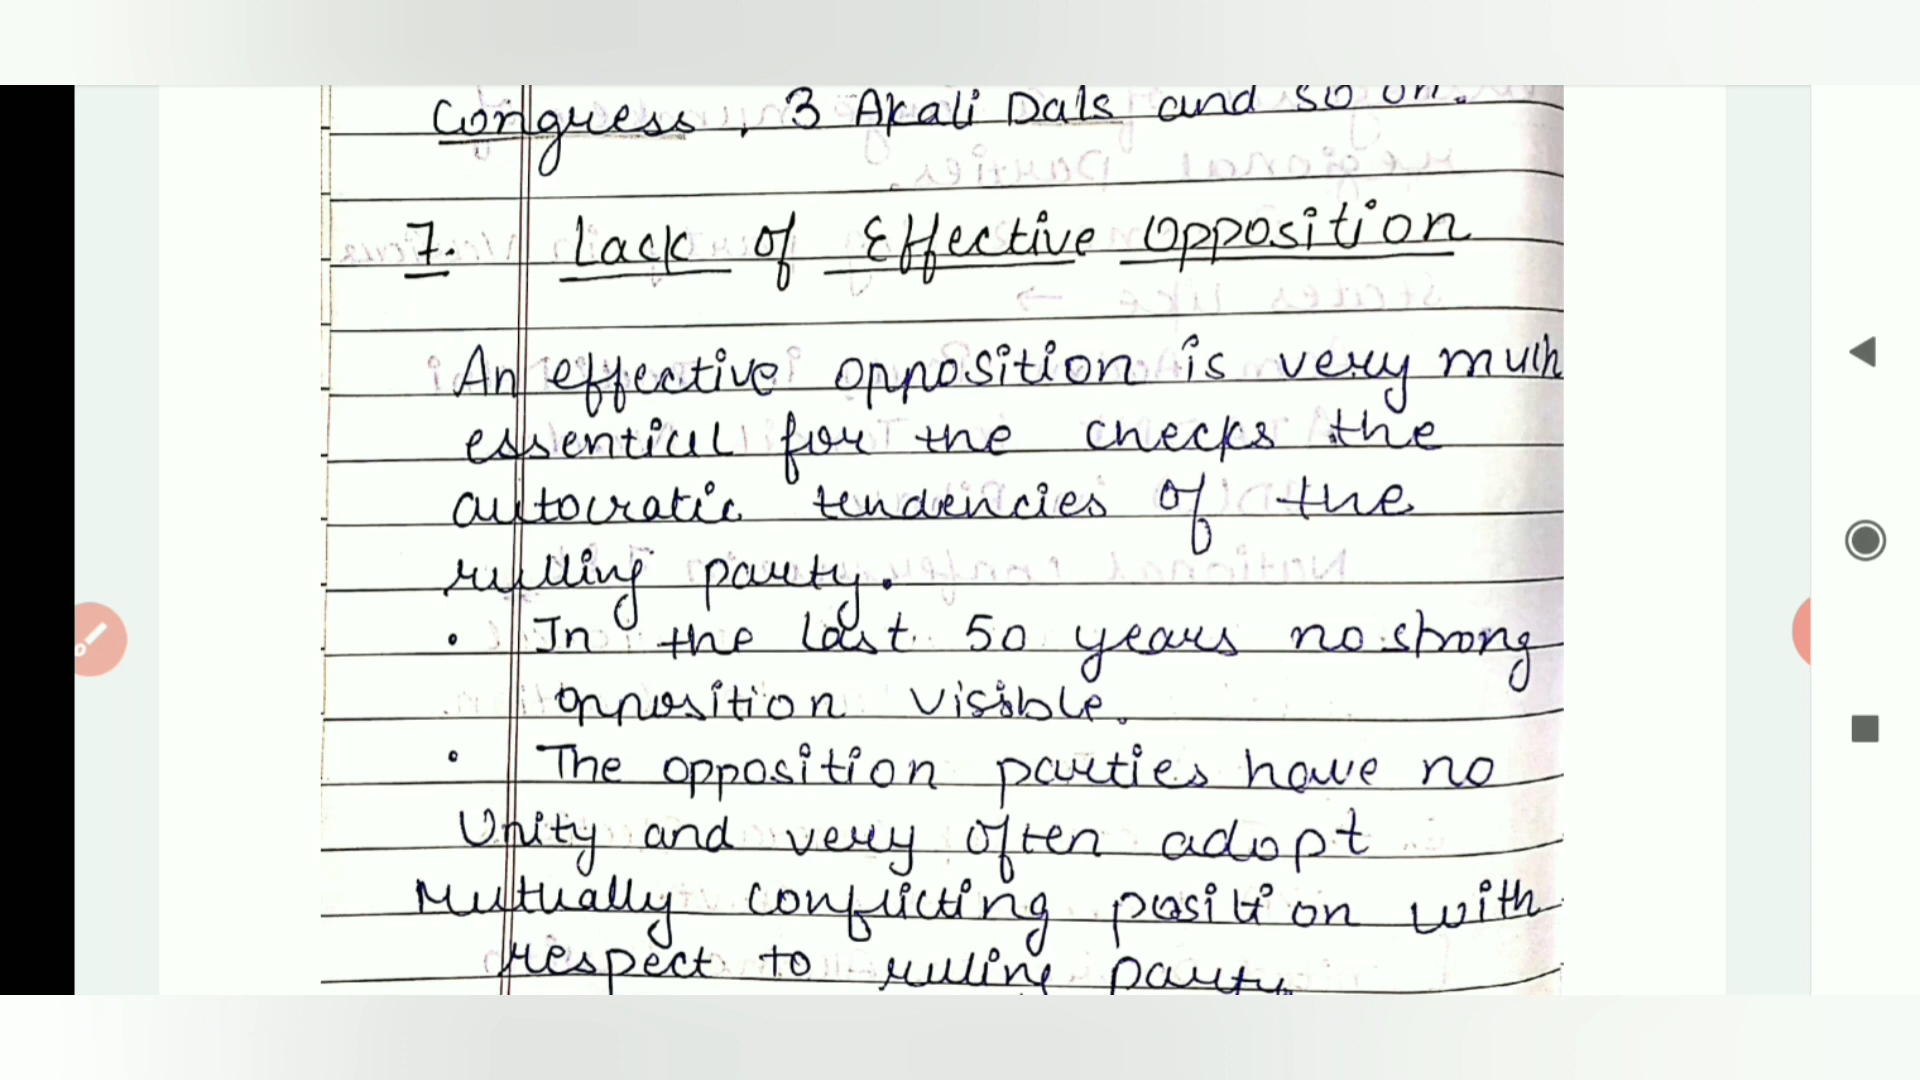 Congress, 3 Akali Dals and so on.
7. Lack of Effective Opposition
An effective opposition is very much
essential for the checks the
autocratic tendencies of the
rulling party.
• In the last 50 years no strong
opposition visible.
• The opposition parties have no
Unity and very often adopt
Mutually conflicting position with
respect to ruling party.